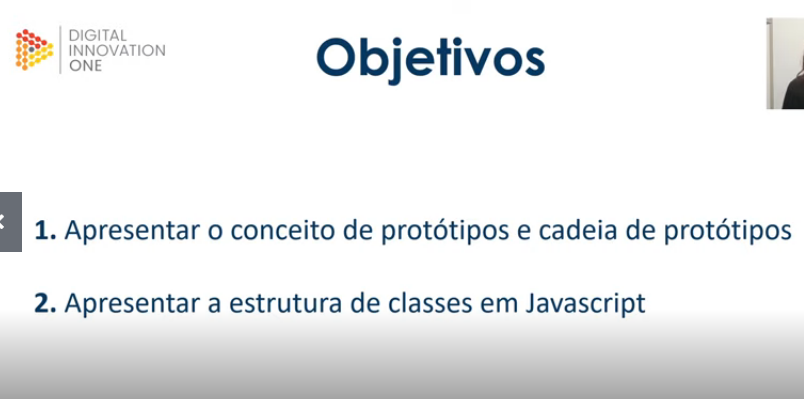 DIGITAL
INNOVATION
ONE
Objetivos
1. Apresentar o conceito de protótipos e cadeia de protótipos
2. Apresentar a estrutura de classes em Javascript